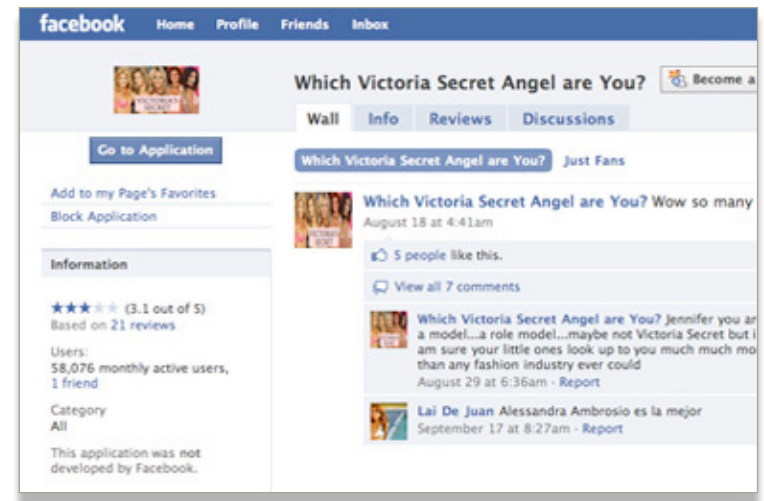 facebook Home Profile Friends Inbox
VICTORIA'S
SECRET
Go to Application
Add to my Page's Favorites
Block Application
Information
(3.1 out of 5)
Based on 21 reviews
Users:
58,076 monthly active users,
1 friend
Category
All
This application was not
developed by Facebook.
Which Victoria Secret Angel are You?
Become a
Wall Info Reviews Discussions
Which Victoria Secret Angel are You? Just Fans
Which Victoria Secret Angel are You? Wow so many
August 18 at 4:41am
5 people like this.
View all 7 comments
Which Victoria Secret Angel are You? Jennifer you ar
a model...a role model...maybe not Victoria Secret but i
am sure your little ones look up to you much much mo
than any fashion industry ever could
August 29 at 6:36am - Report
Lai De Juan Alessandra Ambrosio es la mejor
September 17 at 8:27am - Report